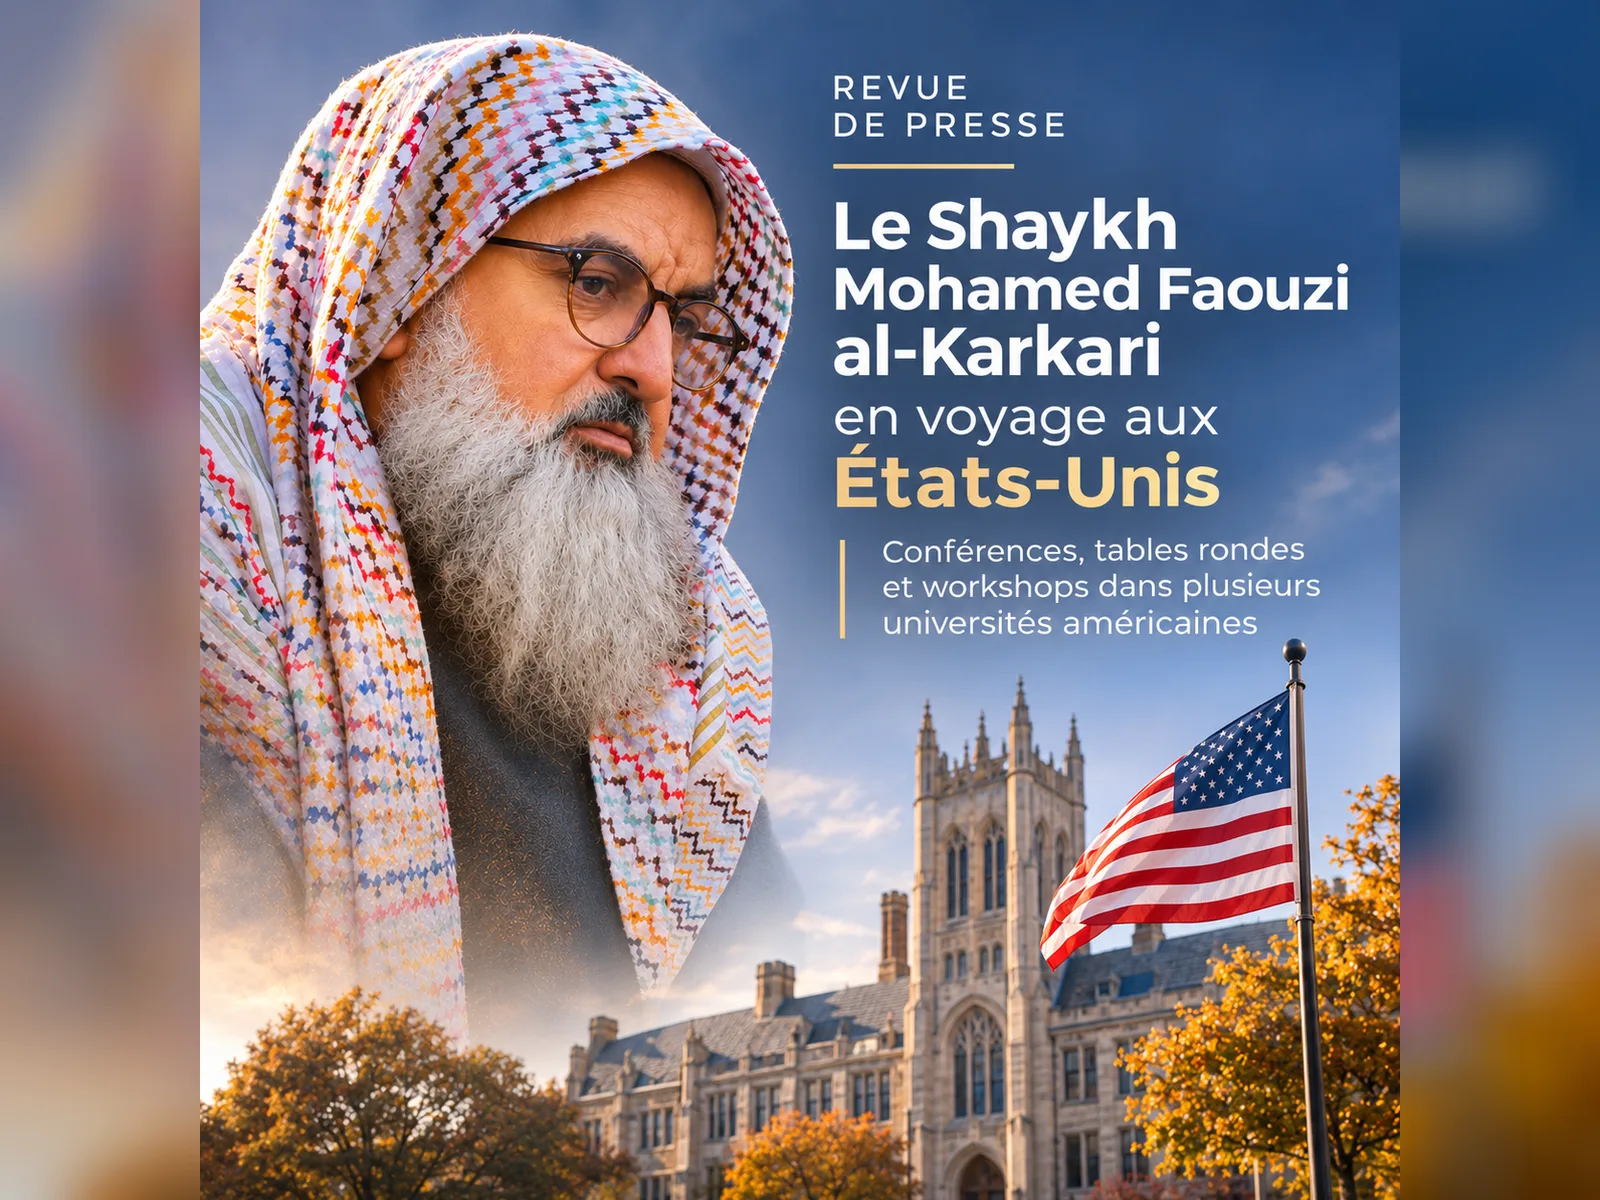 REVUE
DE PRESSE
Le Shaykh
Mohamed Faouzi
al-Karkari
en voyage aux
États-Unis
Conférences, tables rondes
et workshops dans plusieurs
universités américaines